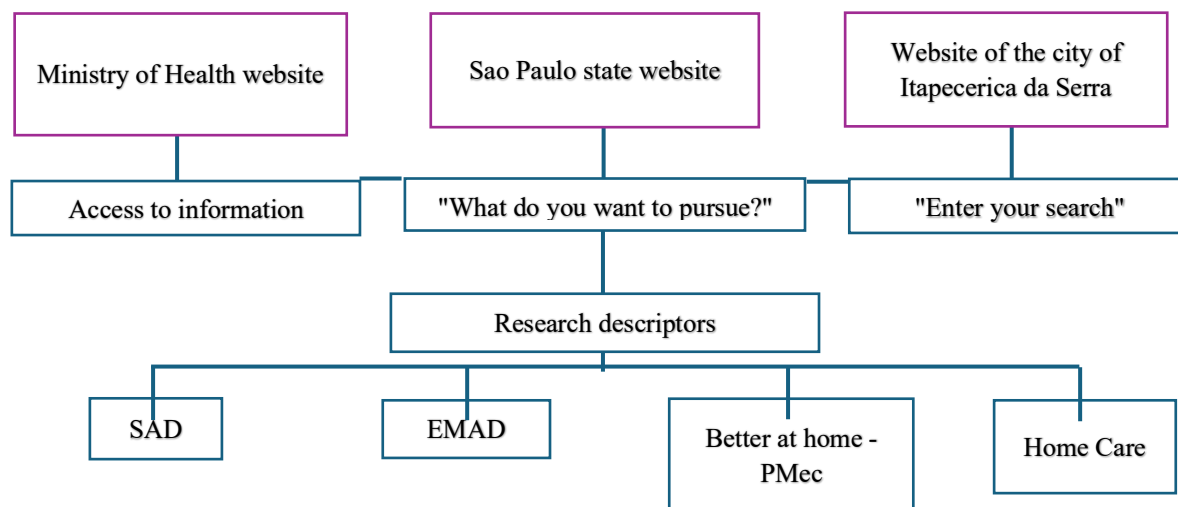 Ministry of Health website
Sao Paulo state website
Website of the city of
Itapecerica da Serra
Access to information
"What do you want to pursue?"
"Enter your search"
Research descriptors
SAD
EMAD
Better at home -
PMec
Home Care